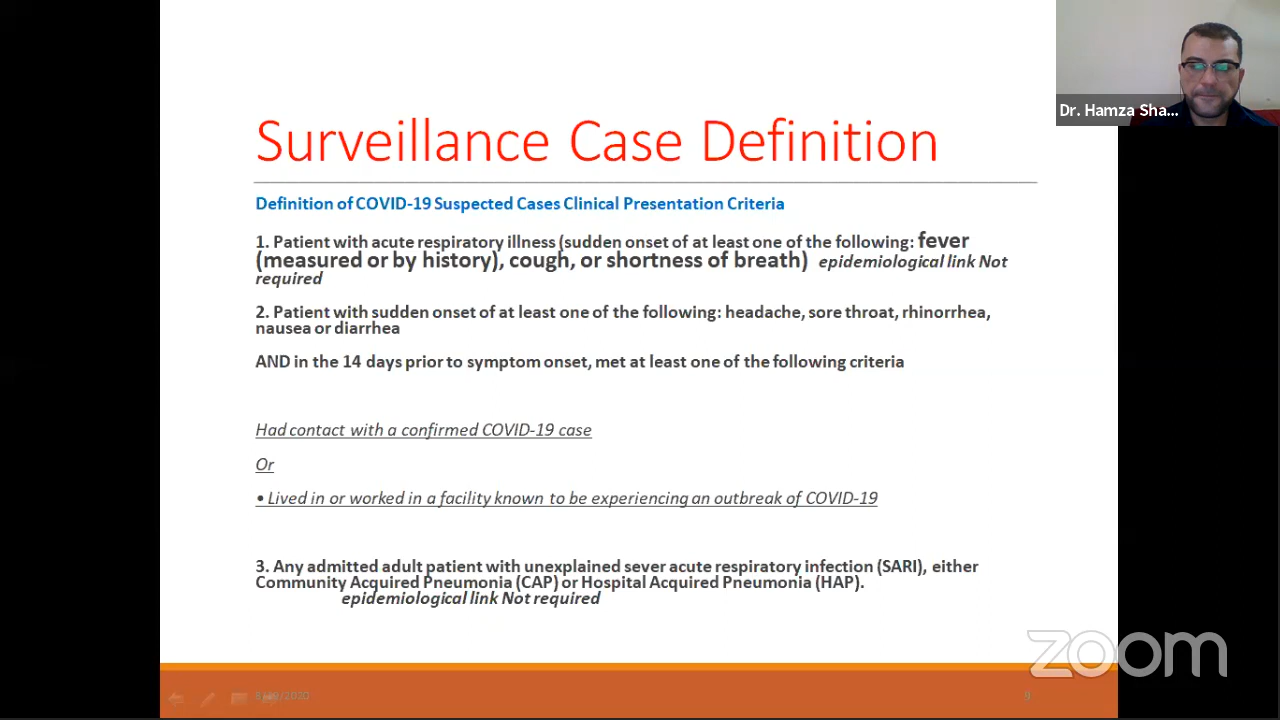 Dr. Hamza Sha...
Surveillance Case Definition
Definition of COVID-19 Suspected Cases Clinical Presentation Criteria
1. Patient with acute respiratory illness (sudden onset of at least one of the following: fever
(measured or by history), cough, or shortness of breath) epidemiological link Not
required
2. Patient with sudden onset of at least one of the following: headache, sore throat, rhinorrhea,
nausea or diarrhea
AND in the 14 days prior to symptom onset, met at least one of the following criteria
Had contact with a confirmed COVID-19 case
Or
• Lived in or worked in a facility known to be experiencing an outbreak of COVID-19
3. Any admitted adult patient with unexplained sever acute respiratory infection (SARI), either
Community Acquired Pneumonia (CAP) or Hospital Acquired Pneumonia (HAP).
epidemiological link Not required
zoom
9